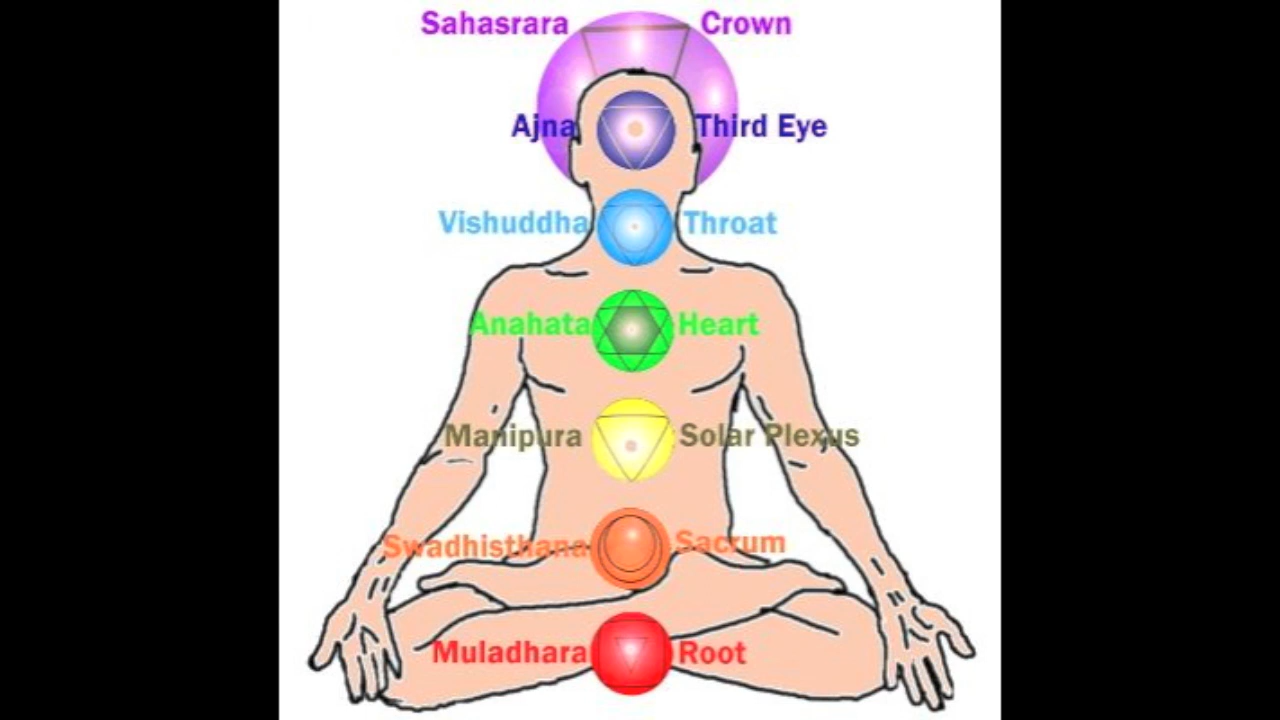 Sahasrara Crown
Ajna Third Eye
Vishuddha Throat
Anahata Heart
Manipura Solar Plexus
Swadhisthana Sacrum
Muladhara Root